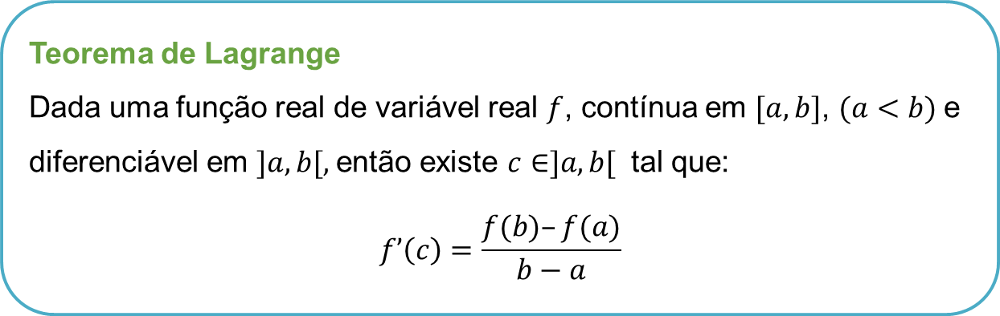 Teorema de Lagrange
Dada uma função real de variável real f, contínua em [a, b], (a < b) e
diferenciável em ]a, b[, então existe c ∈]a, b[ tal que:
f’(c) = \frac{f(b)–f(a)}{b − a}